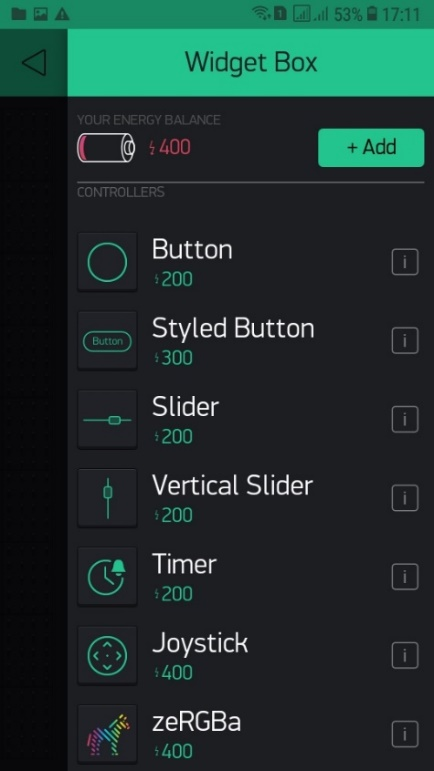 53% 17:11
Widget Box
YOUR ENERGY BALANCE
400
+ Add
CONTROLLERS
Button
200
Button
Styled Button
300
Slider
200
Vertical Slider
200
Timer
200
Joystick
400
zeRGBa
400